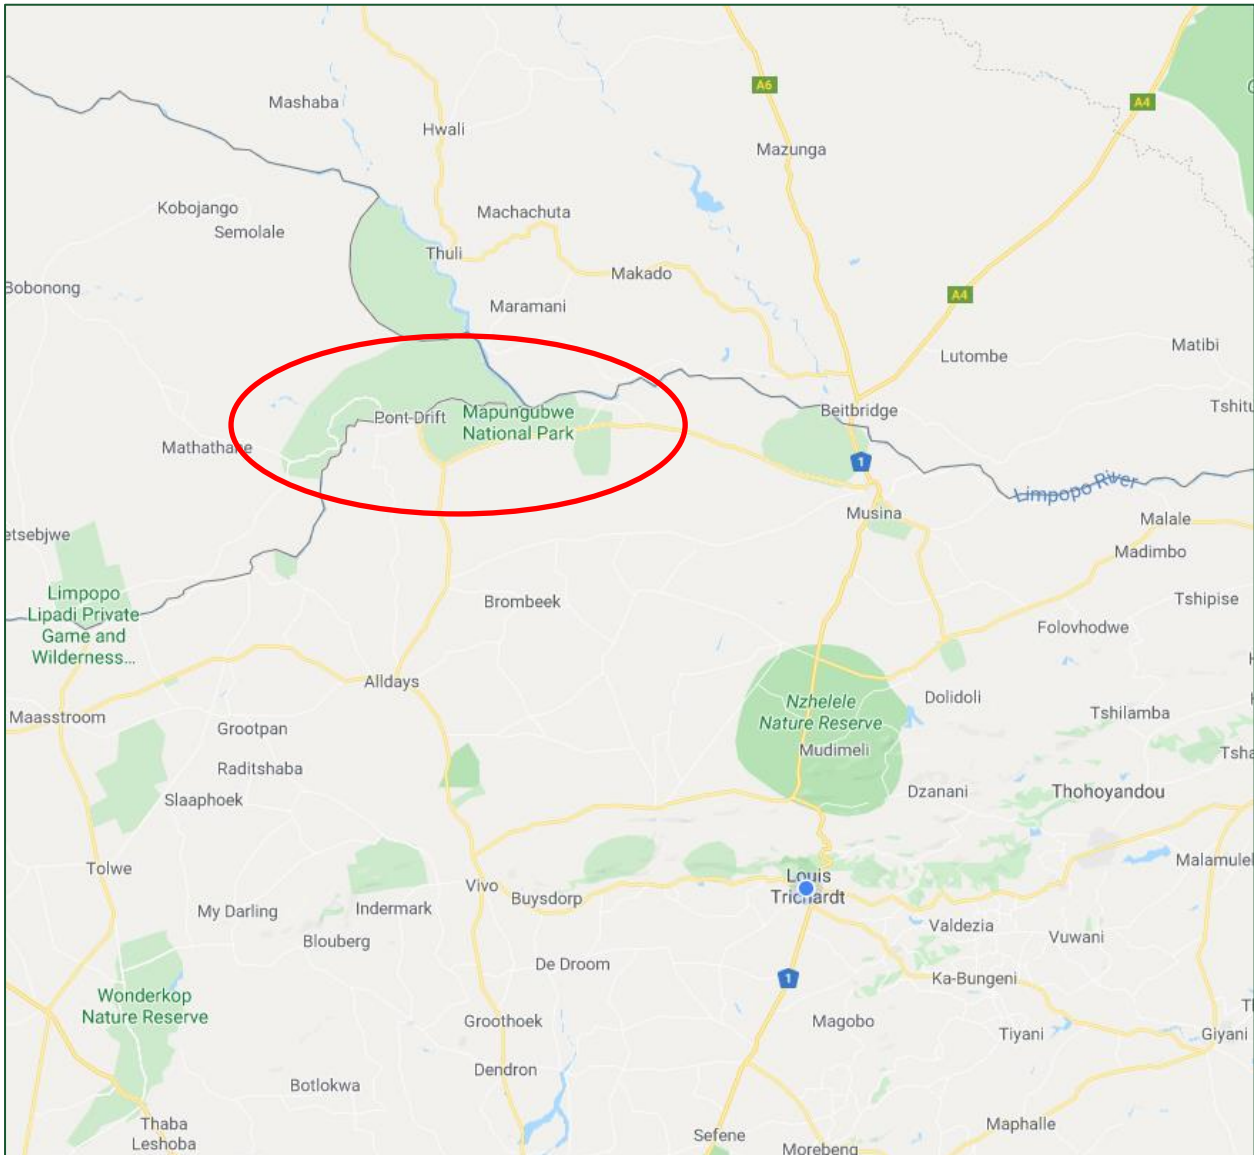 A6
A4
Mashaba
Hwali
Mazunga
Kobojango
Machachuta
Semolale
Thuli
Makado
Bobonong
A4
Maramani
Matibi
Lutombe
Beitbridge
Tshitu
Pont-Drift
Mapungubwe
National Park
Mathathane
1
Limpopo River
Musina
Malale
etsebjwe
Madimbo
Limpopo
Lipadi Private
Game and
Wilderness...
Brombeek
Tshipise
Folovhodwe
Alldays
Nzhelele
Nature Reserve
Dolidoli
Maasstroom
Grootpan
Tshilamba
Mudimeli
Tsha
Raditshaba
Slaaphoek
Dzanani
Thohoyandou
Tolwe
Malamulel
Louis
Trichardt
Vivo
Buysdorp
My Darling
Indermark
Valdezia
Blouberg
Vuwani
De Droom
1
Ka-Bungeni
Wonderkop
Nature Reserve
Groothoek
Magobo
Tiyani
Giyani
Dendron
Botlokwa
Thaba
Leshoba
Sefene
Maphalle
Morebeng